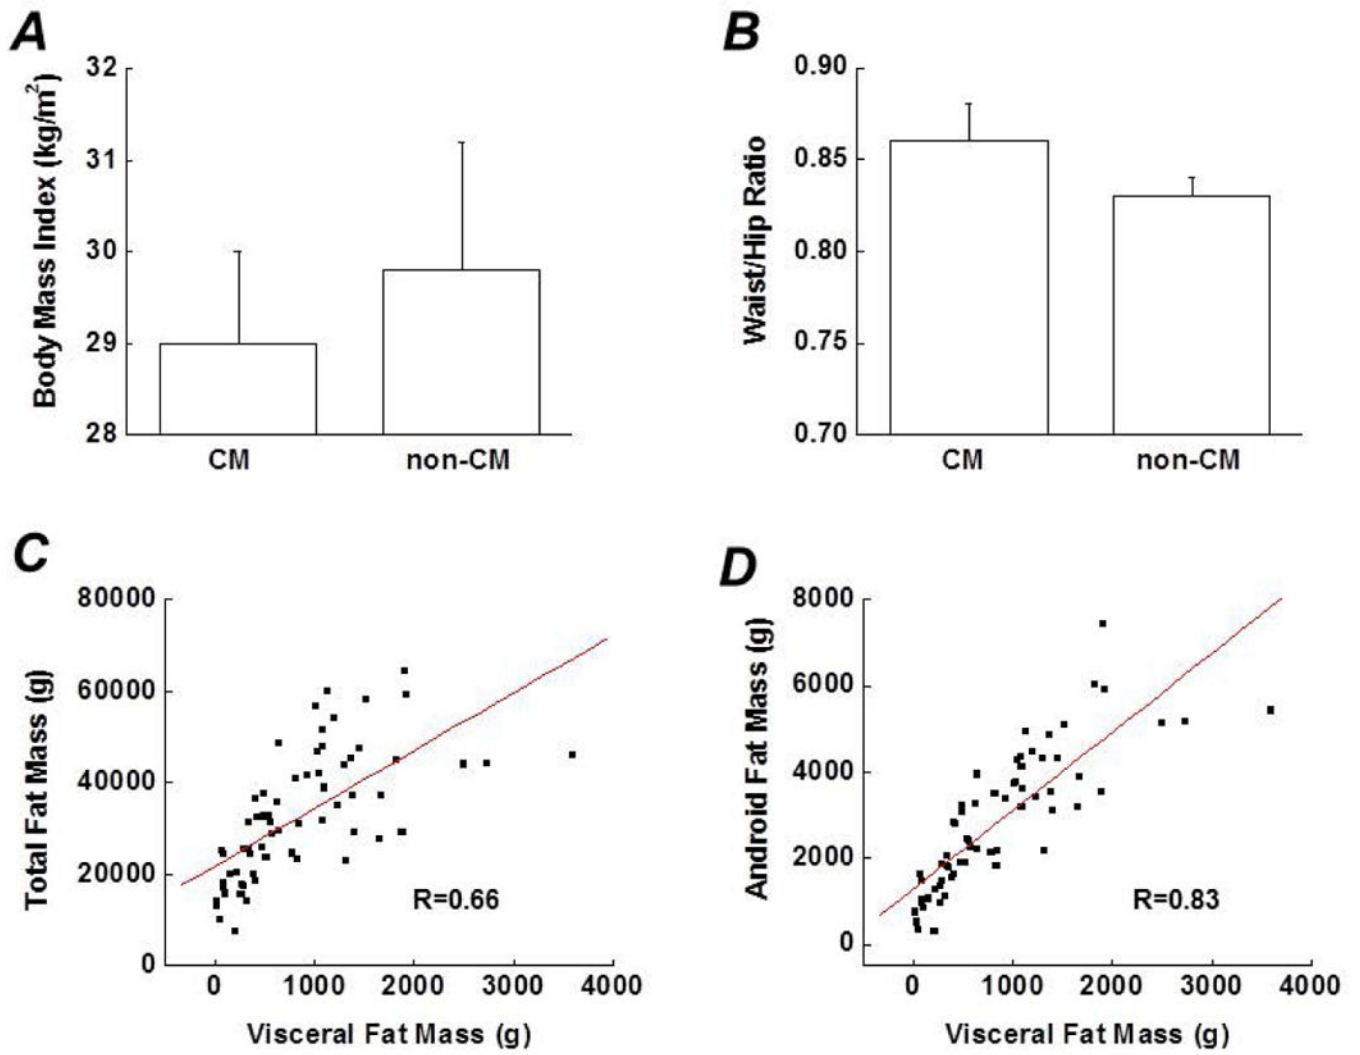 A
B
32
31
30
29
28
Body Mass Index (kg/m²)
CM non-CM
0.90
0.85
0.80
0.75
0.70
Waist/Hip Ratio
CM non-CM
C
D
80000
60000
40000
20000
0
Total Fat Mass (g)
R=0.66
0 1000 2000 3000 4000
Visceral Fat Mass (g)
8000
6000
4000
2000
0
Android Fat Mass (g)
R=0.83
0 1000 2000 3000 4000
Visceral Fat Mass (g)